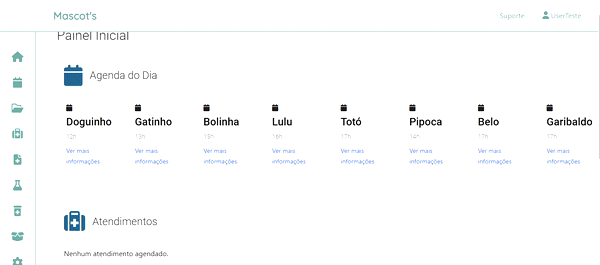 Mascot's
Suporte
UserTeste
Painel Inicial
Agenda do Dia
Doguinho
Gatinho
Bolinha
Lulu
Totó
Pipoca
Belo
Garibaldo
12h
13h
15h
16h
17h
14h
17h
17h
Ver mais
informações
Ver mais
informações
Ver mais
informações
Ver mais
informações
Ver mais
informações
Ver mais
informações
Ver mais
informações
Ver mais
informações
Atendimentos
Nenhum atendimento agendado.